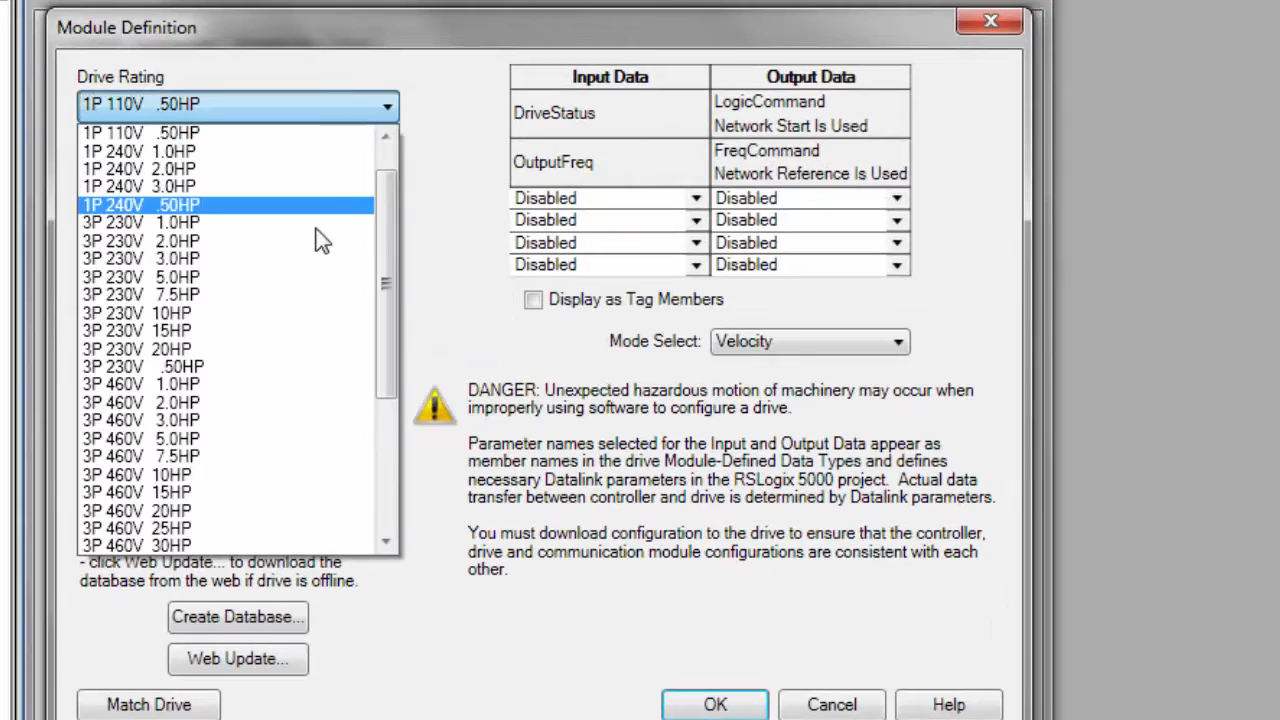 Module Definition
Drive Rating
1P 110V .50HP
1P 110V .50HP
1P 240V 1.0HP
1P 240V 2.0HP
1P 240V 3.0HP
1P 240V .50HP
3P 230V 1.0HP
3P 230V 2.0HP
3P 230V 3.0HP
3P 230V 5.0HP
3P 230V 7.5HP
3P 230V 10HP
3P 230V 15HP
3P 230V 20HP
3P 230V .50HP
3P 460V 1.0HP
3P 460V 2.0HP
3P 460V 3.0HP
3P 460V 5.0HP
3P 460V 7.5HP
3P 460V 10HP
3P 460V 15HP
3P 460V 20HP
3P 460V 25HP
3P 460V 30HP
- click Web Update... to download the
database from the web if drive is offline.
Create Database...
Web Update...
Match Drive
Input Data Output Data
DriveStatus
LogicCommand
Network Start Is Used
OutputFreq
FreqCommand
Network Reference Is Used
Disabled Disabled
Disabled Disabled
Disabled Disabled
Disabled Disabled
Display as Tag Members
Mode Select: Velocity
DANGER: Unexpected hazardous motion of machinery may occur when
improperly using software to configure a drive.
Parameter names selected for the Input and Output Data appear as
member names in the drive Module-Defined Data Types and defines
necessary Datalink parameters in the RSLogix 5000 project. Actual data
transfer between controller and drive is determined by Datalink parameters.
You must download configuration to the drive to ensure that the controller,
drive and communication module configurations are consistent with each
other.
OK Cancel Help